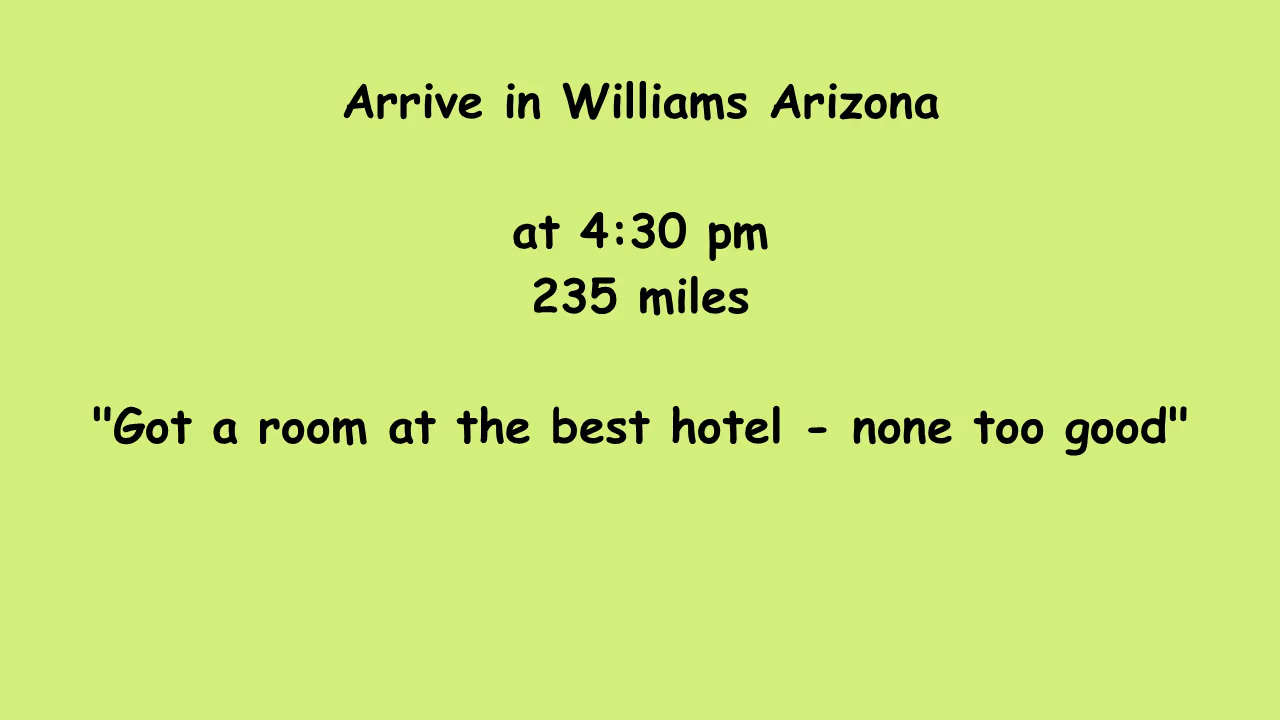 Arrive in Williams Arizona
at 4:30 pm
235 miles
"Got a room at the best hotel - none too good"